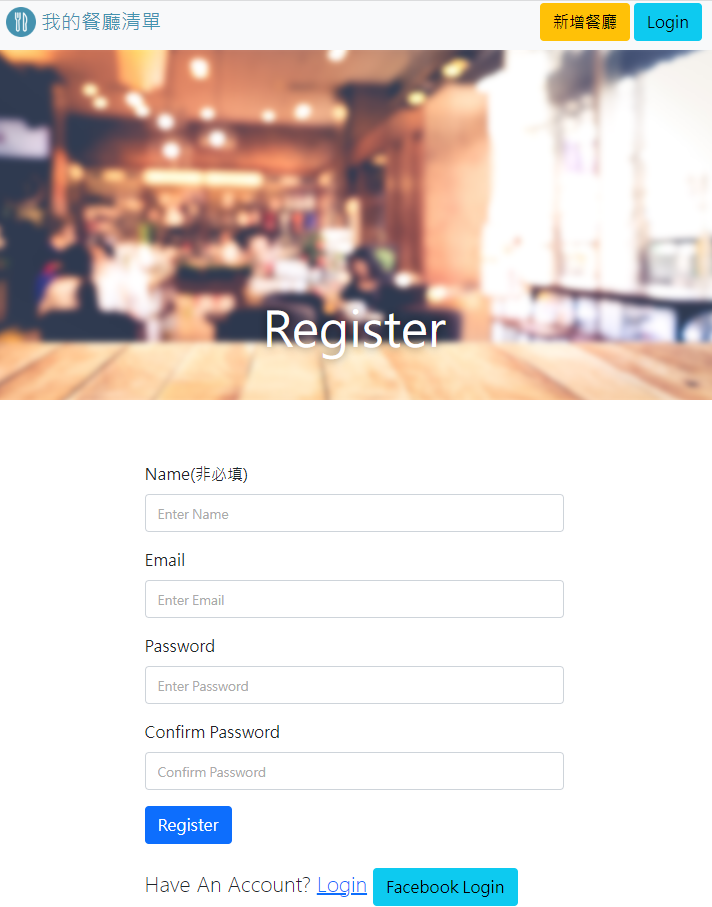 我的餐廳清單 新增餐廳 Login
Register
Name(非必填)
Enter Name
Email
Enter Email
Password
Enter Password
Confirm Password
Confirm Password
Register
Have An Account? Login Facebook Login